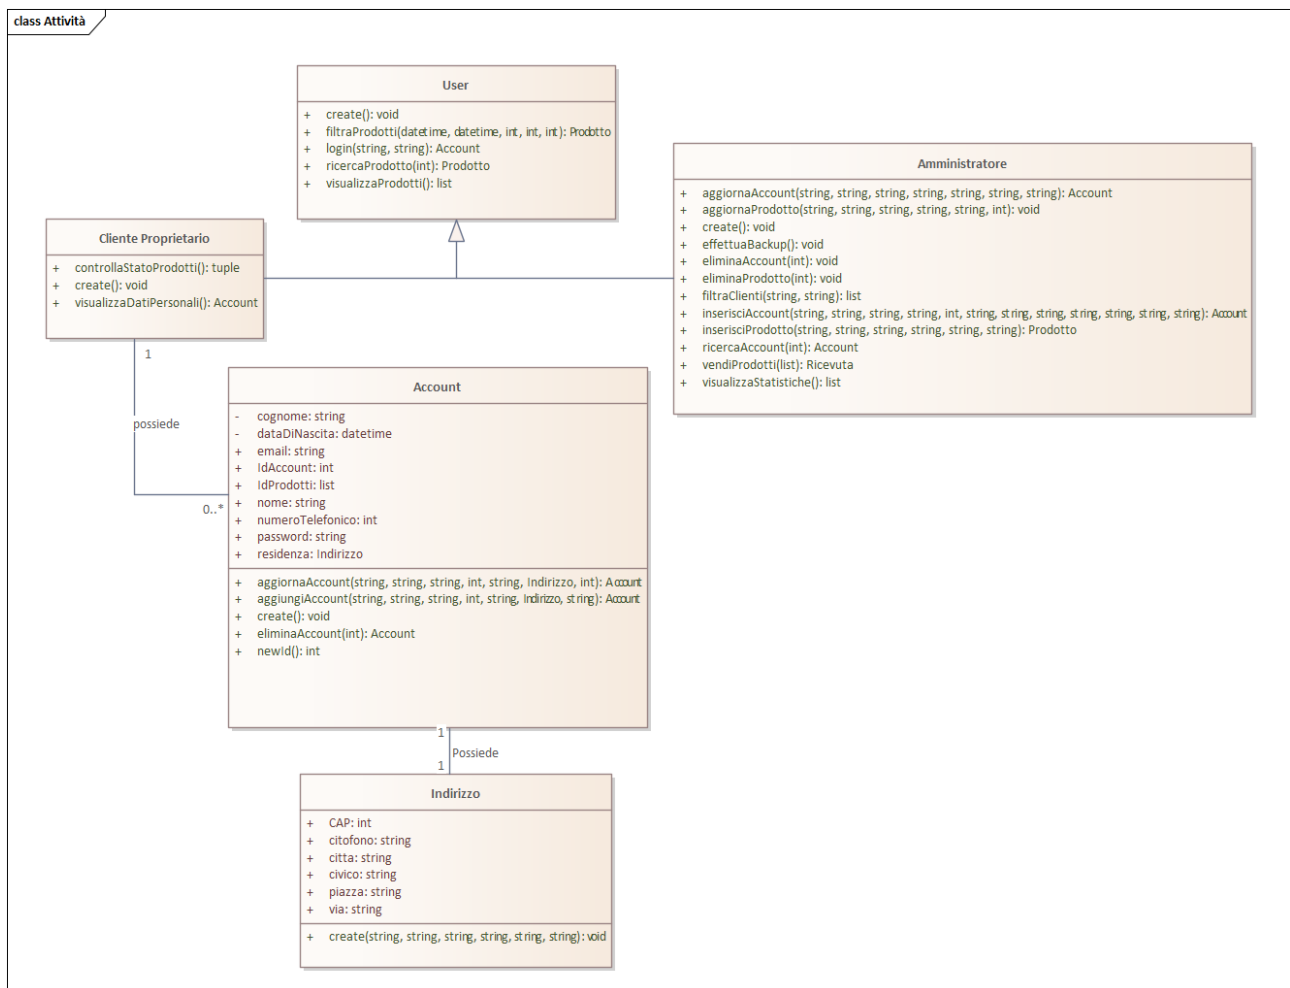 class Attività
User
+ create(): void
+ filtraProdotti(datetime, datetime, int, int, int): Prodotto
+ login(string, string): Account
+ ricercaProdotto(int): Prodotto
+ visualizzaProdotti(): list
Amministratore
+ aggiornaAccount(string, string, string, string, string, string, string): Account
+ aggiornaProdotto(string, string, string, string, string, int): void
+ create(): void
+ effettuaBackup(): void
+ eliminaAccount(int): void
+ eliminaProdotto(int): void
+ filtraClienti(string, string): list
+ inserisciAccount(string, string, string, string, int, string, string, string, string, string, string, string): Account
+ inserisciProdotto(string, string, string, string, string, string): Prodotto
+ ricercaAccount(int): Account
+ vendiProdotti(list): Ricevuta
+ visualizzaStatistiche(): list
Cliente Proprietario
+ controllaStatoProdotti(): tuple
+ create(): void
+ visualizzaDatiPersonali(): Account
1
possiede
0..*
Account
- cognome: string
- dataDiNascita: datetime
+ email: string
+ IdAccount: int
+ IdProdotti: list
+ nome: string
+ numeroTelefonico: int
+ password: string
+ residenza: Indirizzo
+ aggiornaAccount(string, string, string, int, string, Indirizzo, int): Account
+ aggiungiAccount(string, string, string, int, string, Indirizzo, string): Account
+ create(): void
+ eliminaAccount(int): Account
+ newId(): int
1
Possiede
1
Indirizzo
+ CAP: int
+ citofono: string
+ citta: string
+ civico: string
+ piazza: string
+ via: string
+ create(string, string, string, string, string, string): void